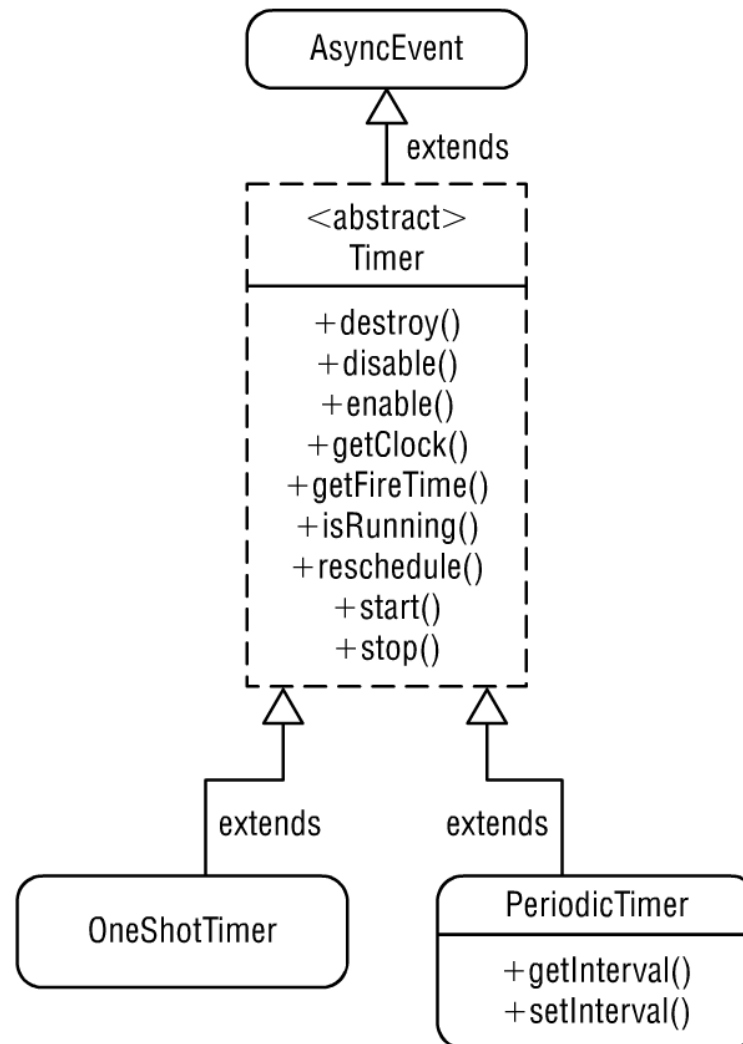 AsyncEvent
extends
<abstract>
Timer
+destroy()
+disable()
+enable()
+getClock()
+getFireTime()
+isRunning()
+reschedule()
+start()
+stop()
extends
extends
OneShotTimer
PeriodicTimer
+getInterval()
+setInterval()